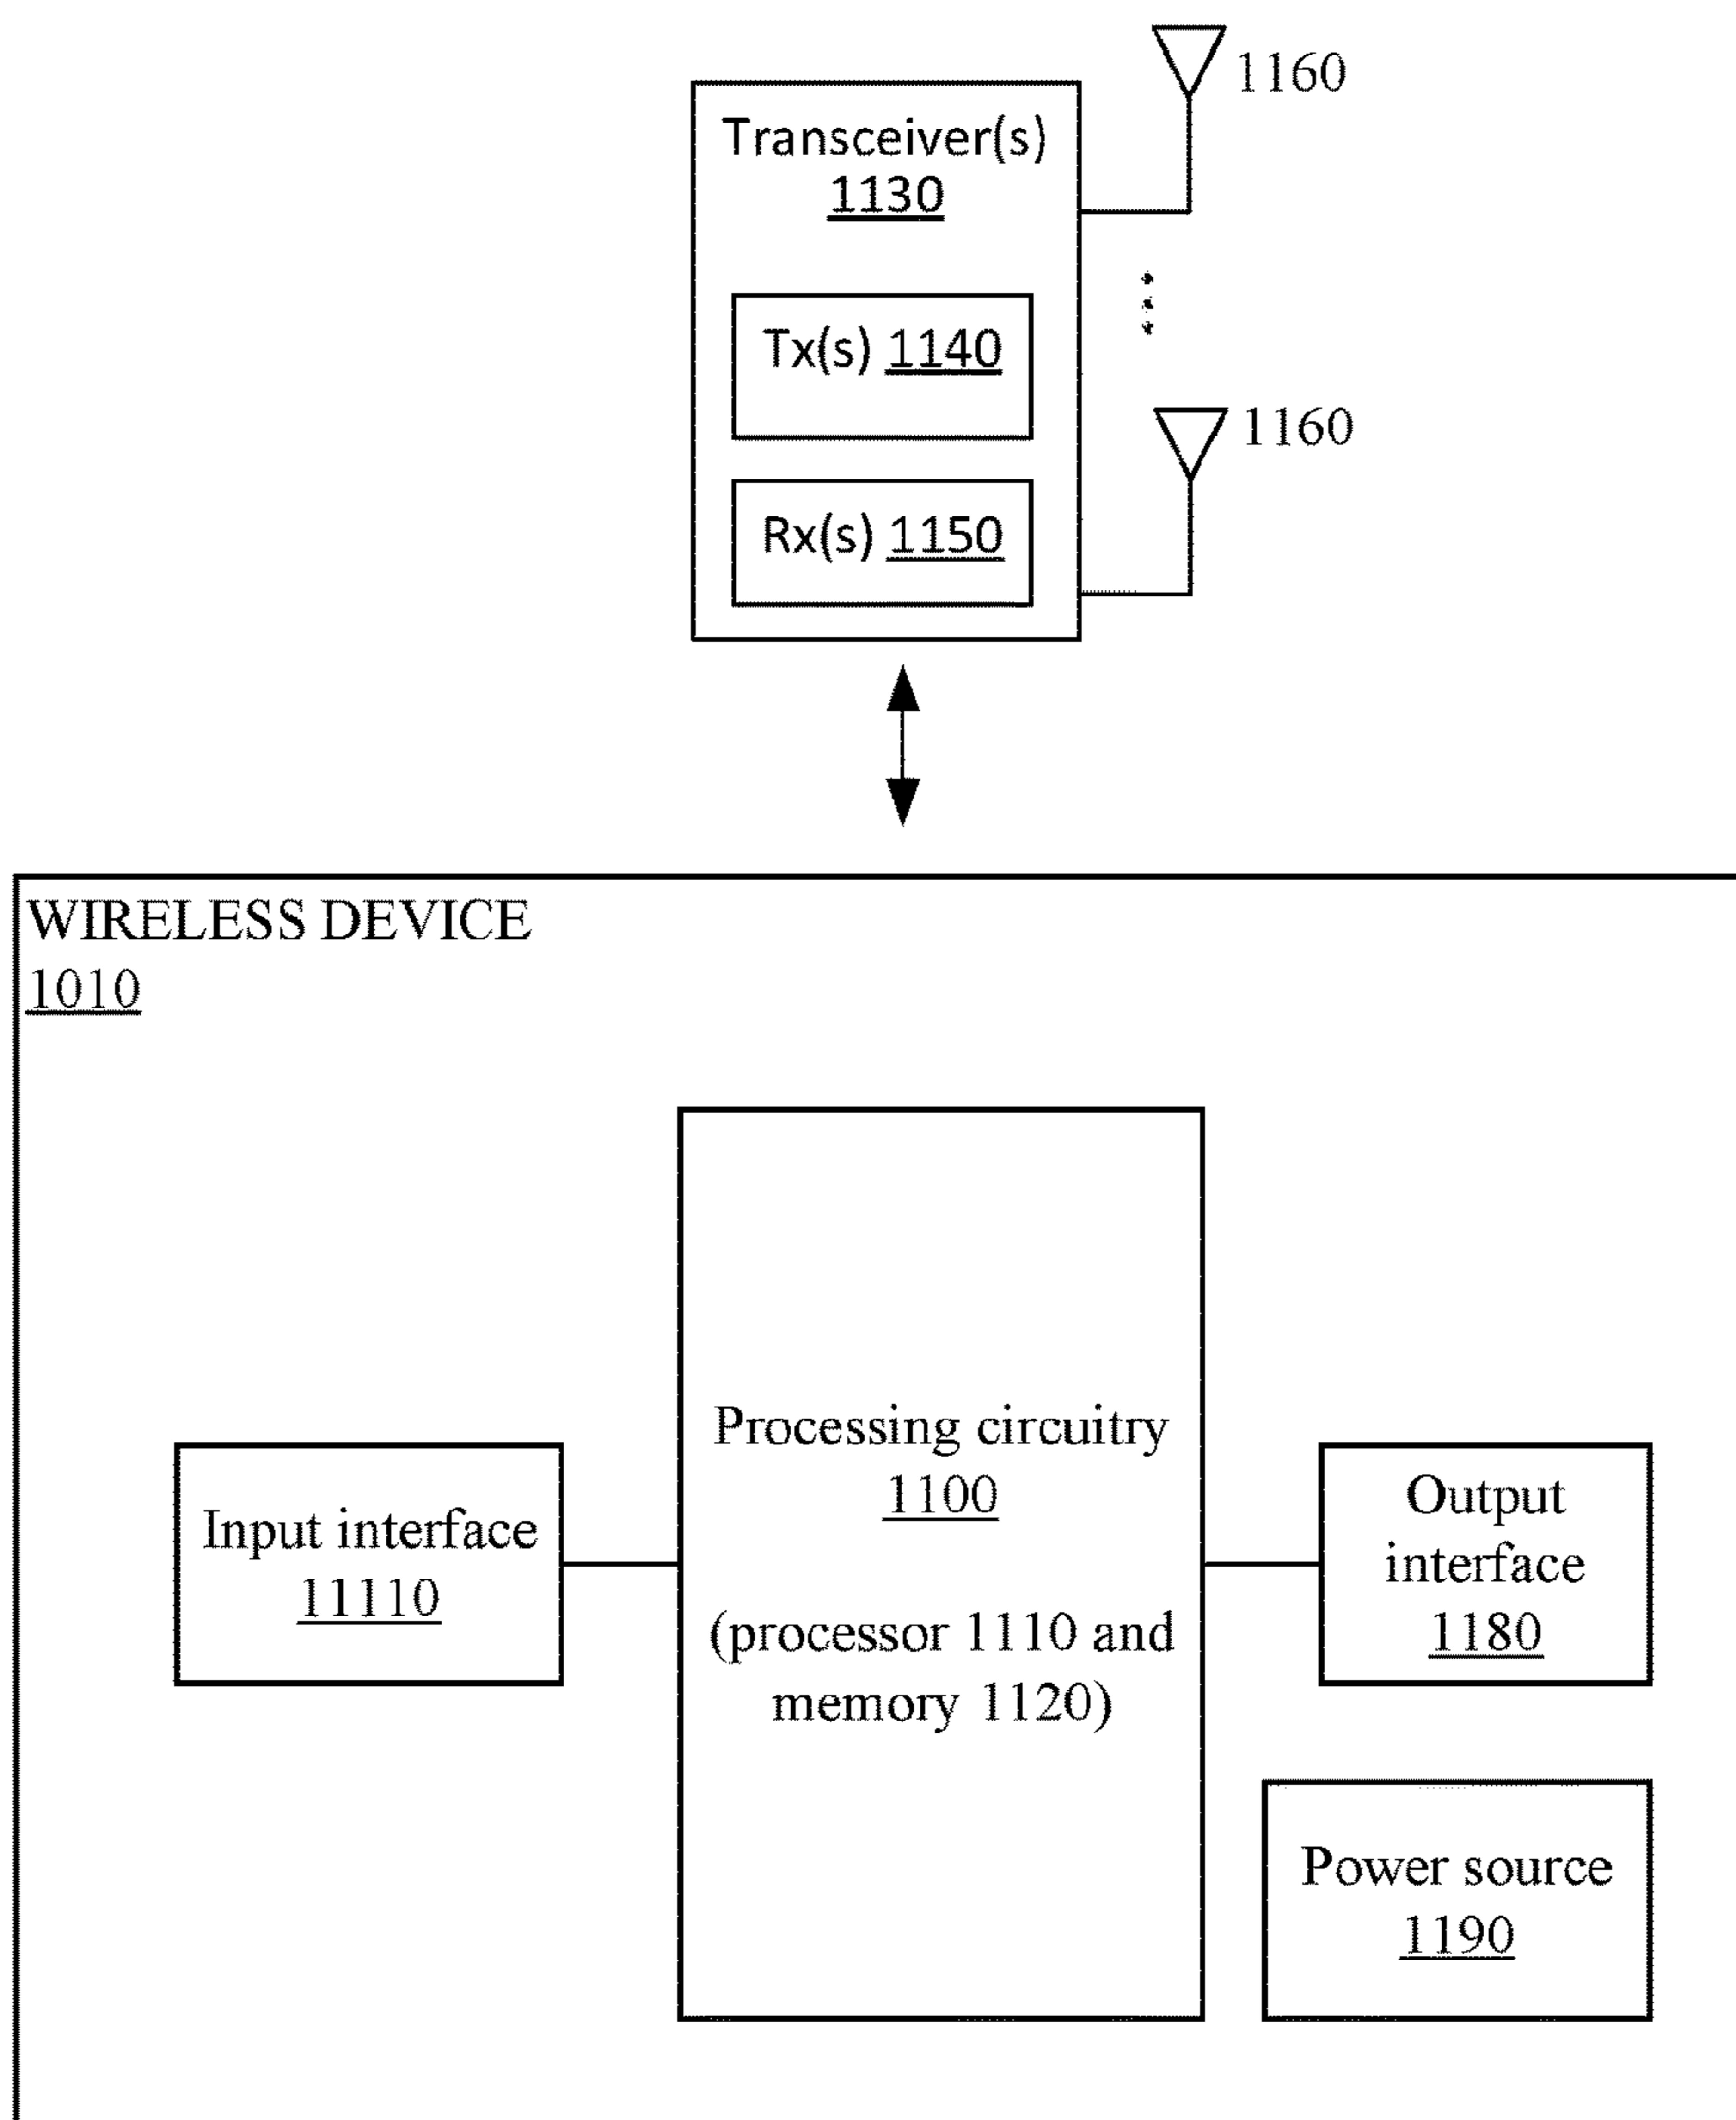 1160
Transceiver(s)
1130
Tx(s) 1140
1160
Rx(s) 1150
WIRELESS DEVICE
1010
Processing circuitry
1100
(processor 1110 and
memory 1120)
Input interface
11110
Output
interface
1180
Power source
1190